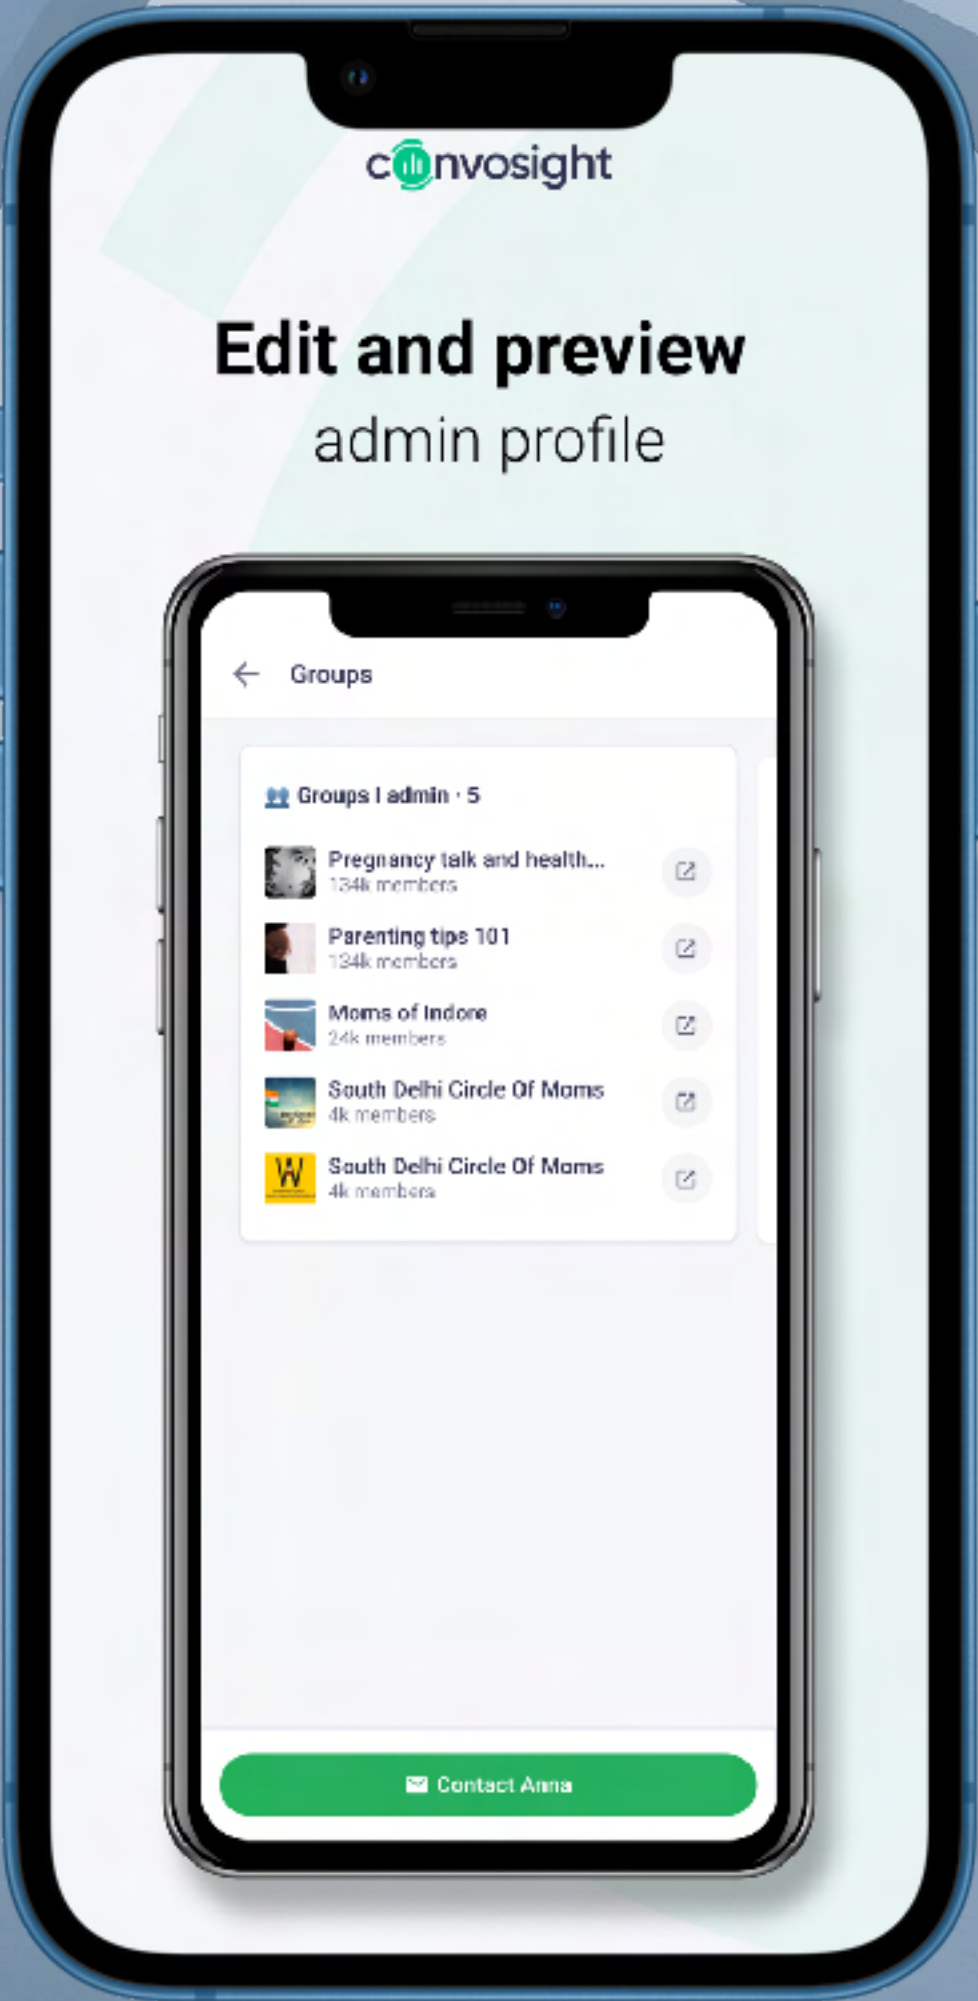 convosight
Edit and preview
admin profile
Groups
Groups I admin · 5
Pregnancy talk and health...
134k members
Parenting tips 101
134k members
Moms of Indore
24k members
South Delhi Circle Of Moms
4k members
South Delhi Circle Of Moms
4k members
Contact Anna